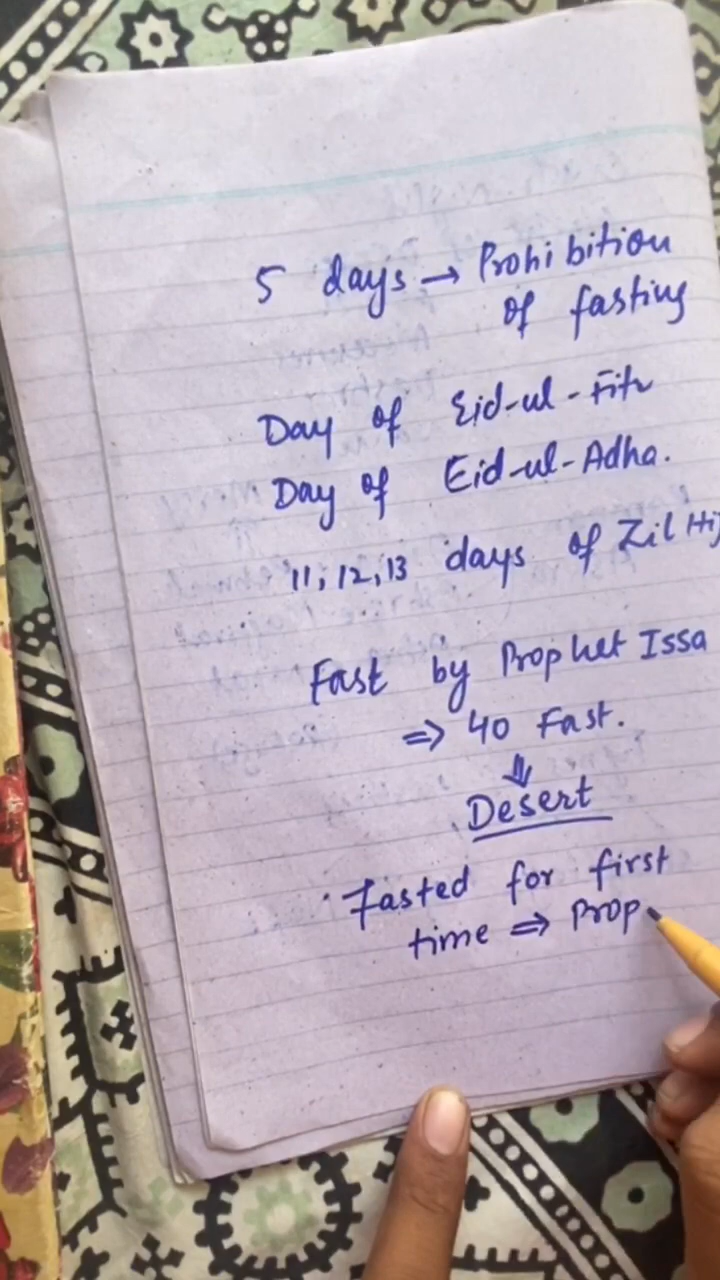 5 days → Prohibition
of fasting
Day of Eid-ul-Fitr
Day of Eid-ul-Adha.
11, 12, 13 days of Zil Hij
Fast by Prophet Issa
⇒ 40 Fast.
⇓
Desert
Fasted for first
time ⇒ Prop